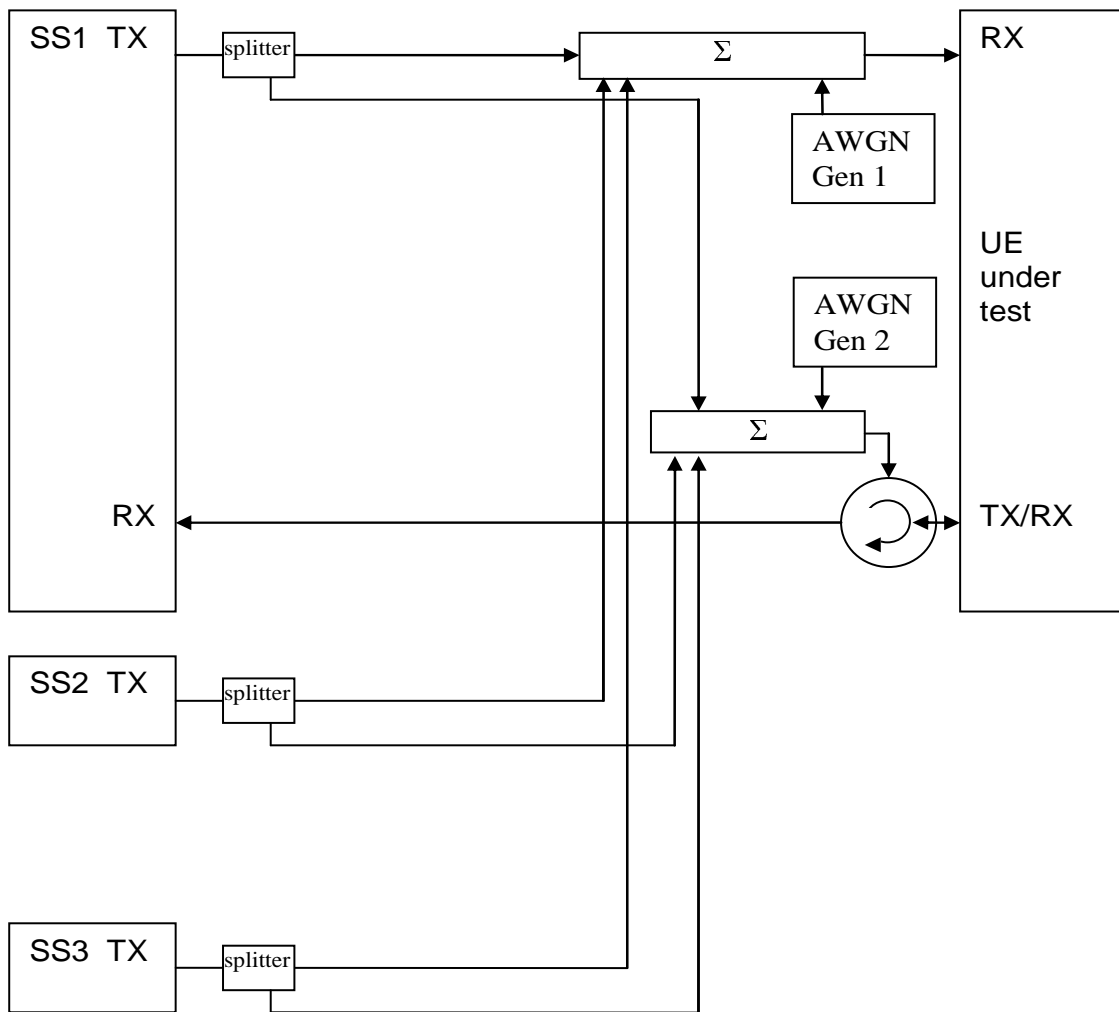 SS1 TX
splitter
Σ
RX
AWGN
Gen 1
UE
under
test
AWGN
Gen 2
Σ
RX
TX/RX
SS2 TX
splitter
SS3 TX
splitter